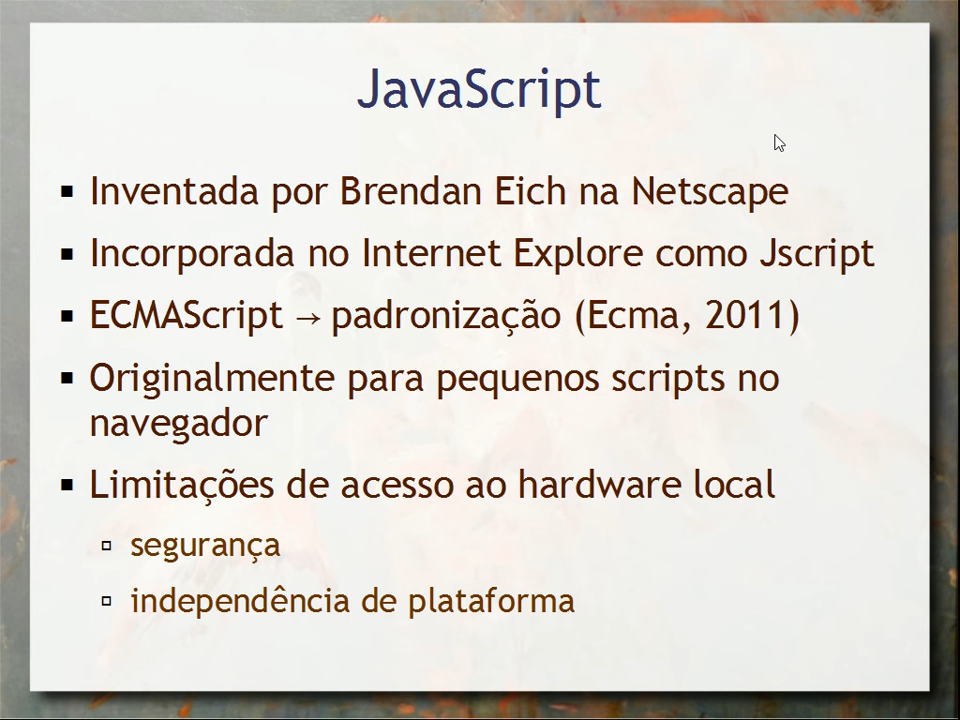 JavaScript
Inventada por Brendan Eich na Netscape
Incorporada no Internet Explore como Jscript
ECMAScript → padronização (Ecma, 2011)
Originalmente para pequenos scripts no
navegador
Limitações de acesso ao hardware local
segurança
independência de plataforma